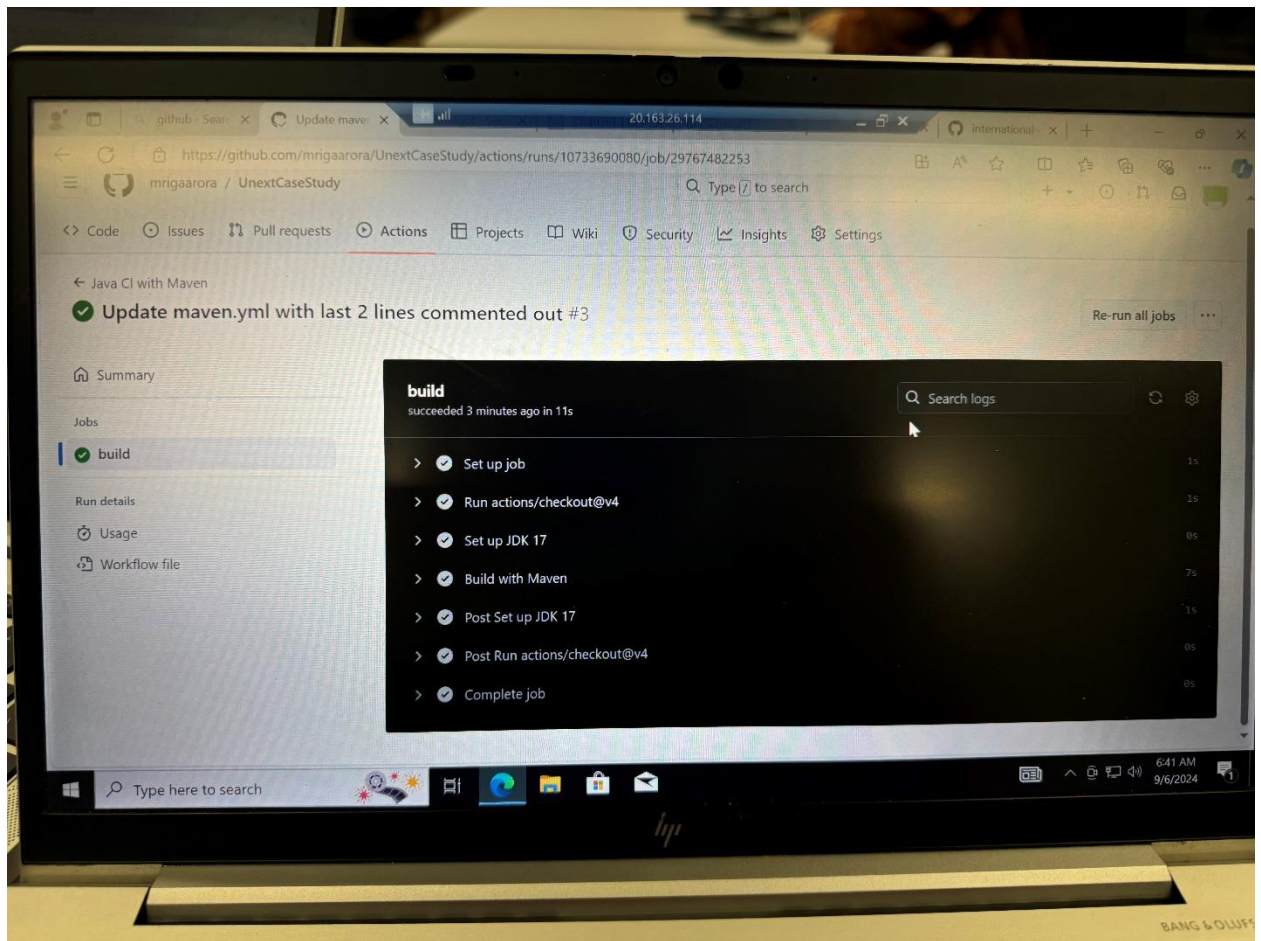 github - Sear
Update maven
20.163.26.114
international
https://github.com/mrigaarora/UnextCaseStudy/actions/runs/10733690080/job/29767482253
mrigaarora / UnextCaseStudy
Type / to search
Code
Issues
Pull requests
Actions
Projects
Wiki
Security
Insights
Settings
Java CI with Maven
Update maven.yml with last 2 lines commented out #3
Re-run all jobs
Summary
Jobs
build
Run details
Usage
Workflow file
build
succeeded 3 minutes ago in 11s
Search logs
Set up job 1s
Run actions/checkout@v4 1s
Set up JDK 17 0s
Build with Maven 7s
Post Set up JDK 17 1s
Post Run actions/checkout@v4 0s
Complete job 0s
Type here to search
6:41 AM
9/6/2024
hp
BANG & OLUFS